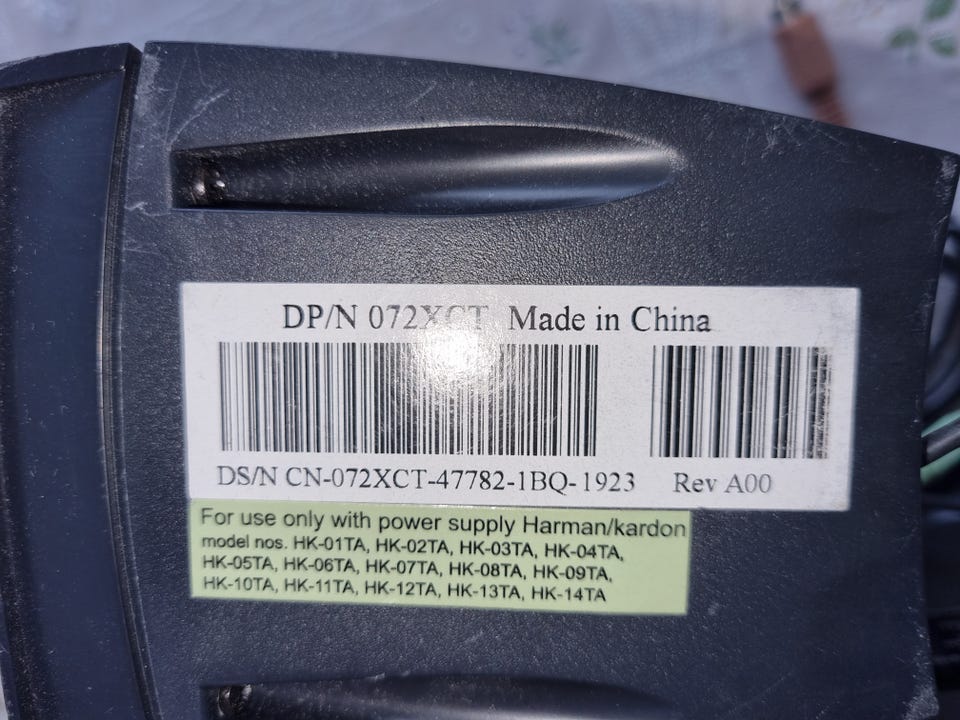 DP/N 072XCT Made in China
DS/N CN-072XCT-47782-1BQ-1923 Rev A00
For use only with power supply Harman/kardon
model nos. HK-01TA, HK-02TA, HK-03TA, HK-04TA,
HK-05TA, HK-06TA, HK-07TA, HK-08TA, HK-09TA,
HK-10TA, HK-11TA, HK-12TA, HK-13TA, HK-14TA